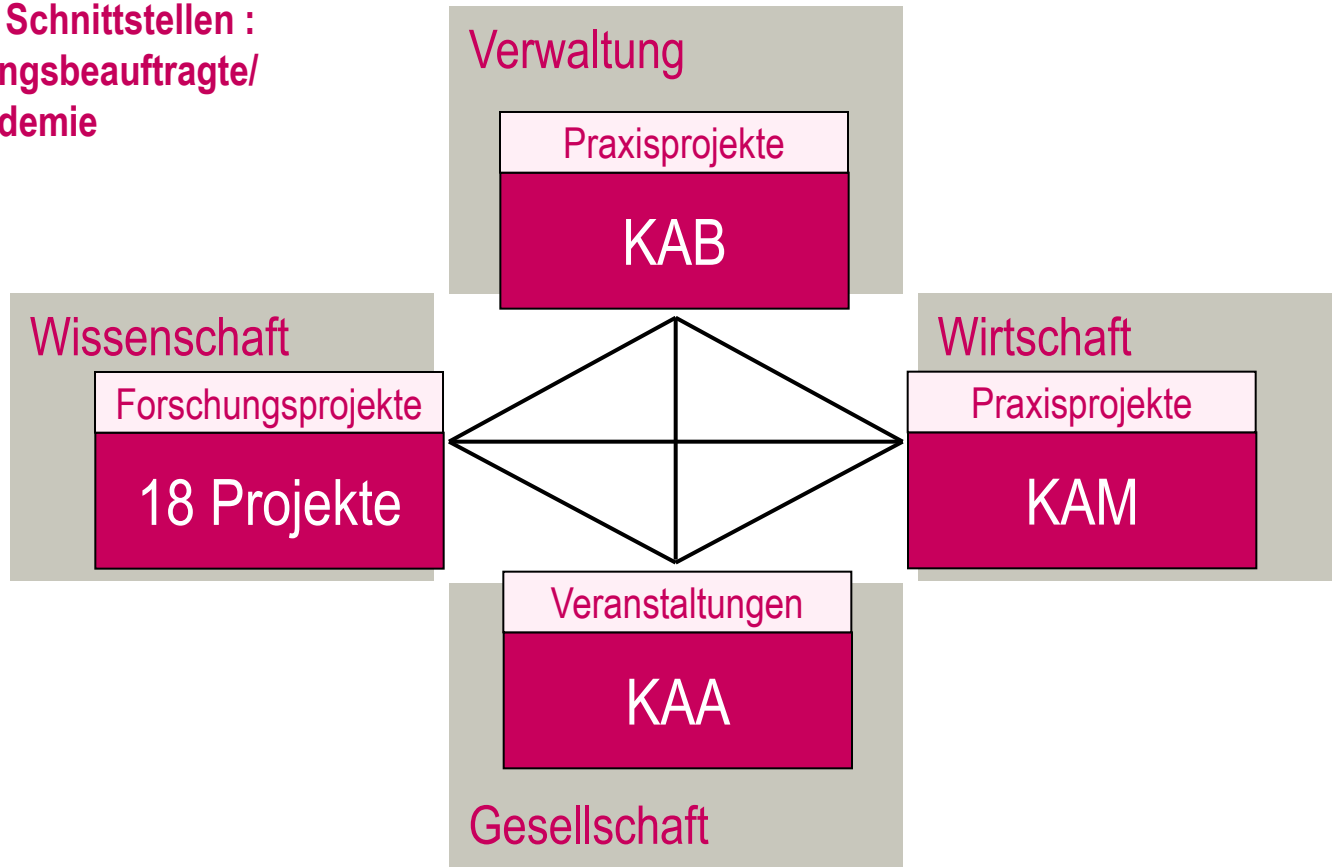 Schnittstellen :
ngsbeauftragte/
demie
Verwaltung
Praxisprojekte
KAB
Wissenschaft
Forschungsprojekte
18 Projekte
Wirtschaft
Praxisprojekte
KAM
Veranstaltungen
KAA
Gesellschaft